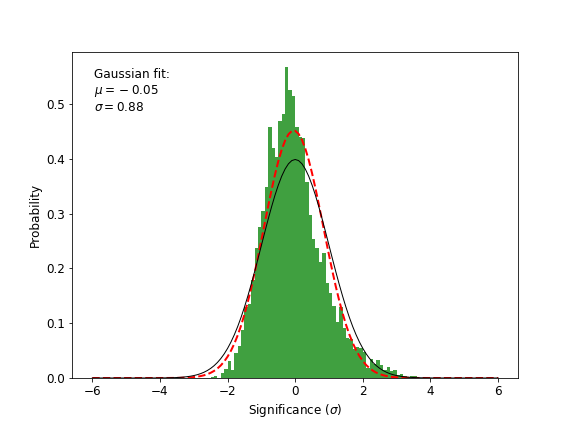 Gaussian fit:
μ = −0.05
σ = 0.88
Probability
0.5
0.4
0.3
0.2
0.1
0.0
−6 −4 −2 0 2 4 6
Significance (σ)